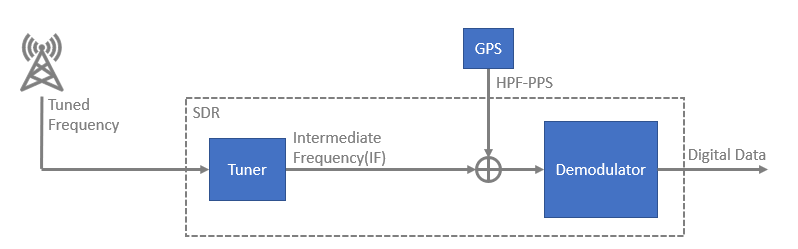 GPS
HPF-PPS
Tuned
Frequency
SDR
Intermediate
Frequency(IF)
Tuner
Demodulator
Digital Data